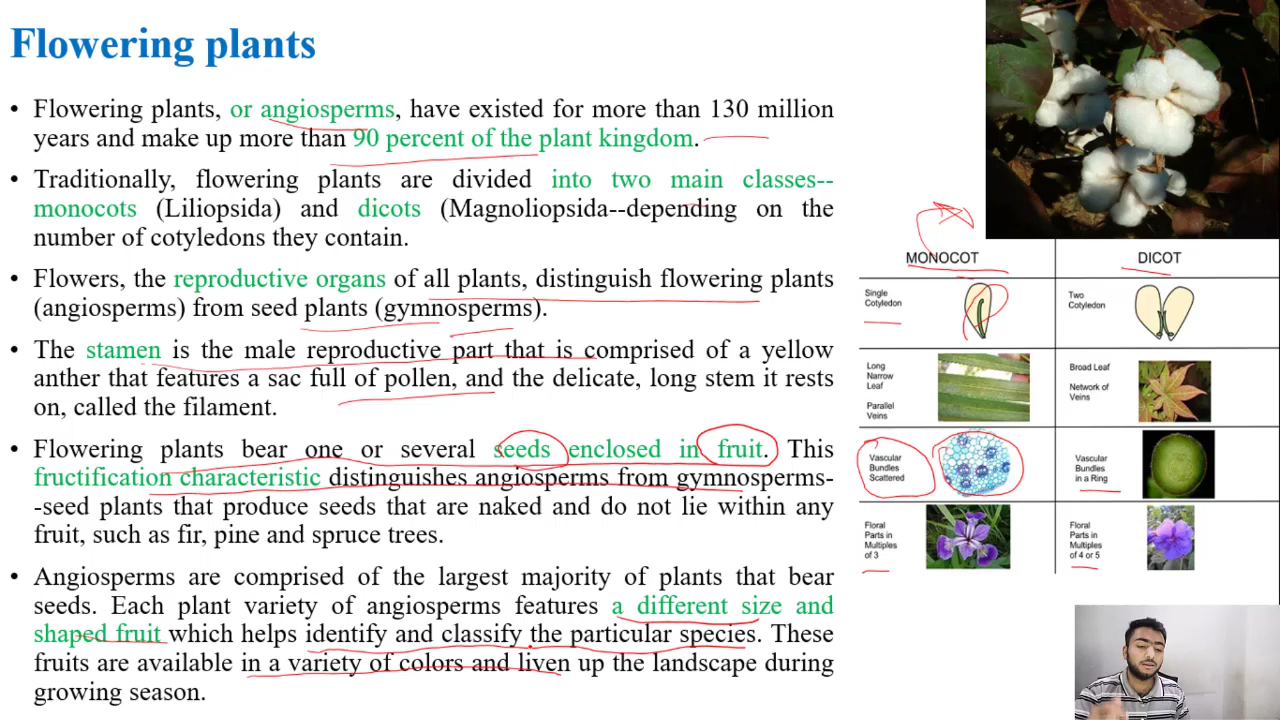 Flowering plants
• Flowering plants, or angiosperms, have existed for more than 130 million
years and make up more than 90 percent of the plant kingdom.
• Traditionally, flowering plants are divided into two main classes--
monocots (Liliopsida) and dicots (Magnoliopsida--depending on the
number of cotyledons they contain.
• Flowers, the reproductive organs of all plants, distinguish flowering plants
(angiosperms) from seed plants (gymnosperms).
• The stamen is the male reproductive part that is comprised of a yellow
anther that features a sac full of pollen, and the delicate, long stem it rests
on, called the filament.
• Flowering plants bear one or several seeds enclosed in fruit. This
fructification characteristic distinguishes angiosperms from gymnosperms-
-seed plants that produce seeds that are naked and do not lie within any
fruit, such as fir, pine and spruce trees.
• Angiosperms are comprised of the largest majority of plants that bear
seeds. Each plant variety of angiosperms features a different size and
shaped fruit which helps identify and classify the particular species. These
fruits are available in a variety of colors and liven up the landscape during
growing season.
MONOCOT
DICOT
Single
Cotyledon
Two
Cotyledon
Long
Narrow
Leaf
Parallel
Veins
Broad Leaf
Network of
Veins
Vascular
Bundles
Scattered
Vascular
Bundles
in a Ring
Floral
Parts in
Multiples
of 3
Floral
Parts in
Multiples
of 4 or 5